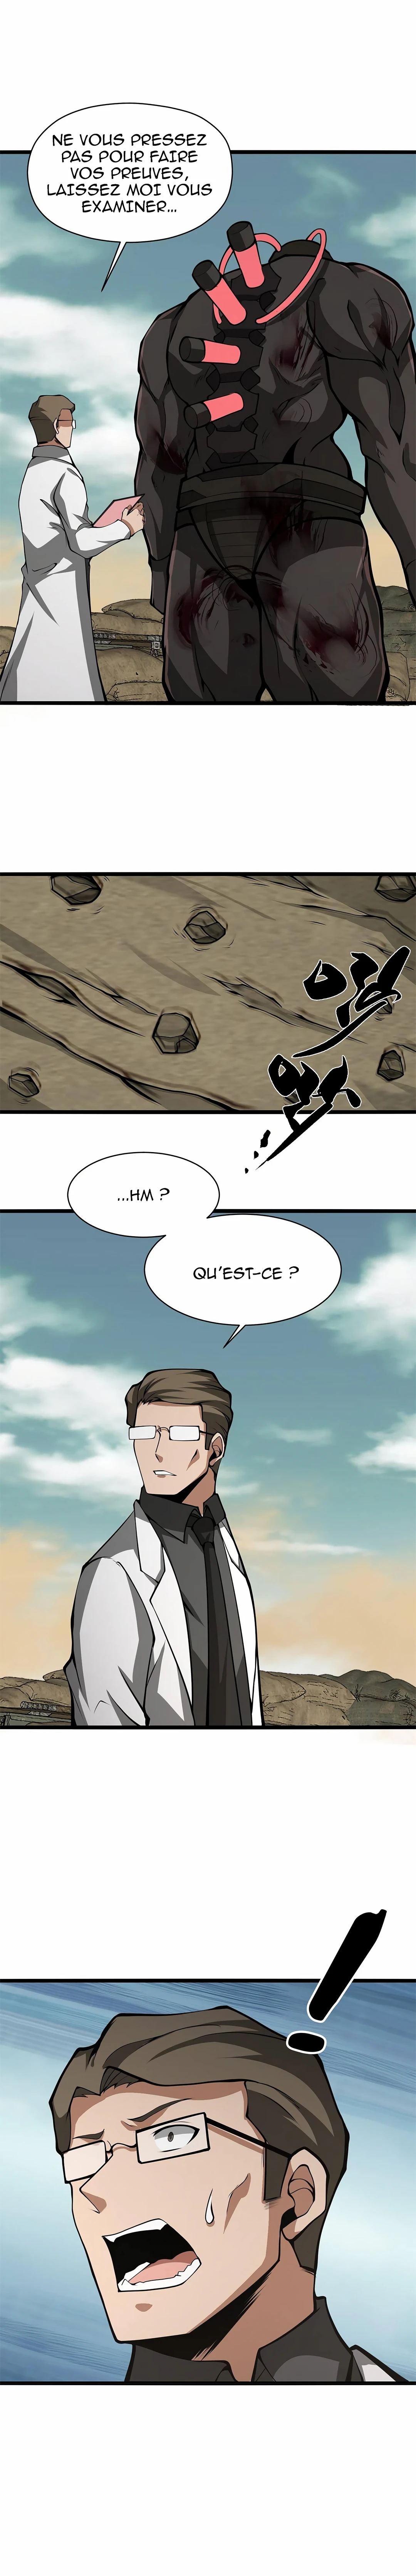 NE VOUS PRESSEZ
PAS POUR FAIRE
VOS PREUVES,
LAISSEZ MOI VOUS
EXAMINER...
...HM ?
QU'EST-CE ?
!